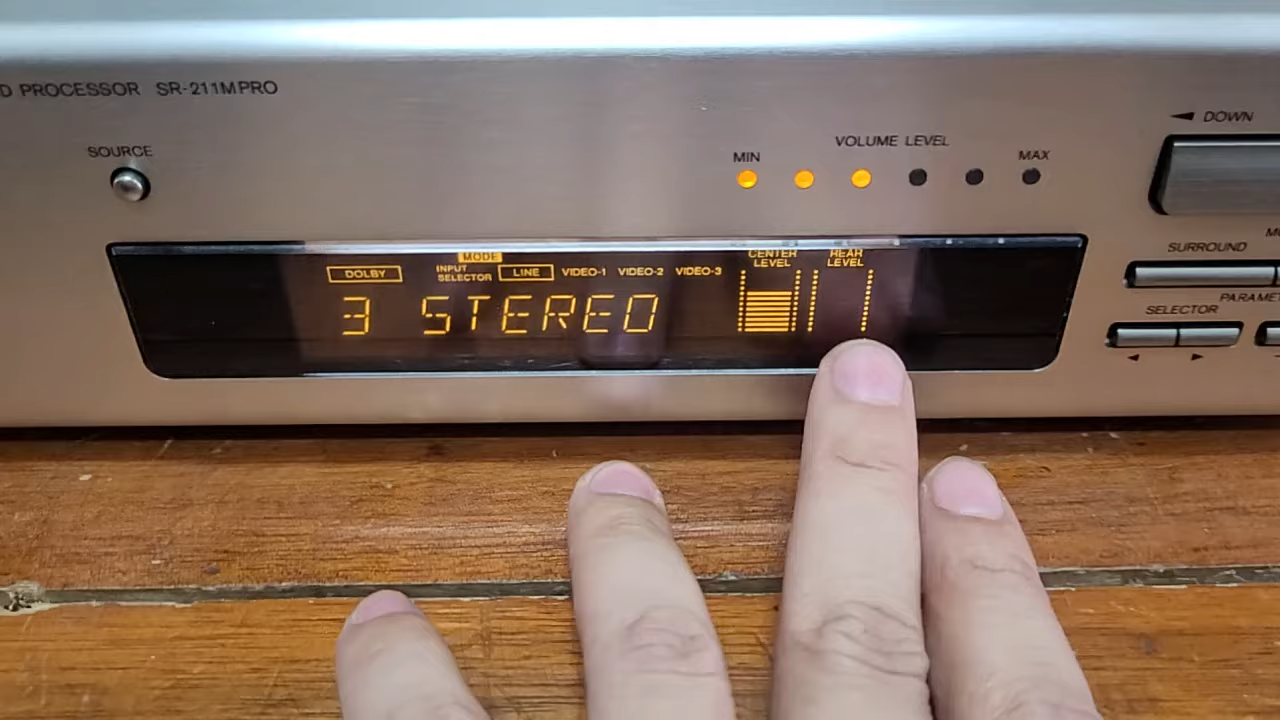 D PROCESSOR SR-211MPRO
DOWN
SOURCE
VOLUME LEVEL
MIN
MAX
SURROUND
SELECTOR
MODE
DOLBY
INPUT SELECTOR
LINE
VIDEO-1
VIDEO-2
VIDEO-3
CENTER LEVEL
REAR LEVEL
3 STEREO